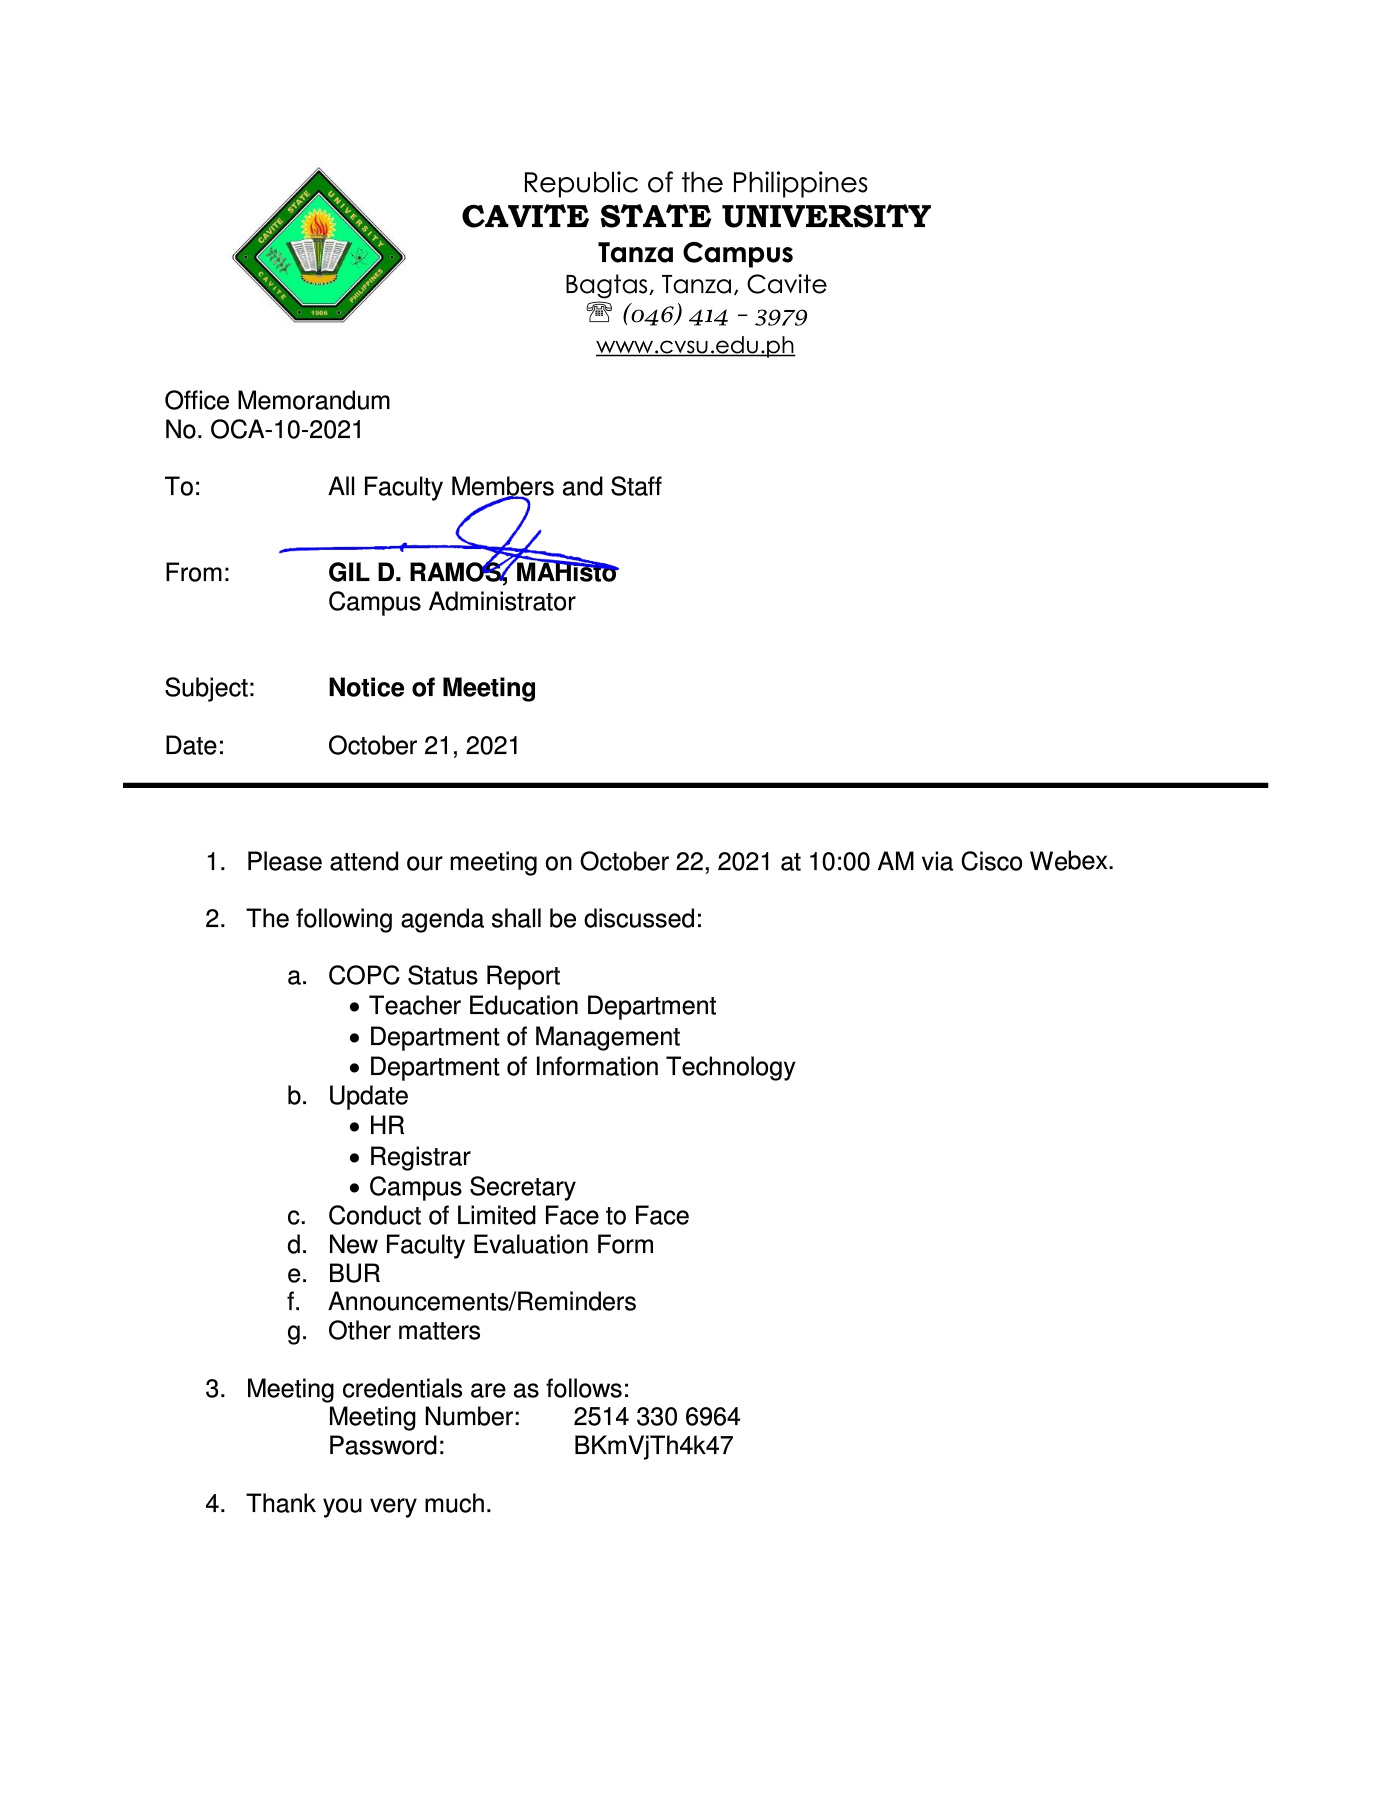 Republic of the Philippines
CAVITE STATE UNIVERSITY
Tanza Campus
Bagtas, Tanza, Cavite
☏ (046) 414 - 3979
www.cvsu.edu.ph
CAVITE STATE UNIVERSITY
CAVITE PHILIPPINES
1906
Office Memorandum
No. OCA-10-2021
To: All Faculty Members and Staff
From: GIL D. RAMOS, MAHisto
Campus Administrator
Subject: Notice of Meeting
Date: October 21, 2021
1. Please attend our meeting on October 22, 2021 at 10:00 AM via Cisco Webex.
2. The following agenda shall be discussed:
a. COPC Status Report
• Teacher Education Department
• Department of Management
• Department of Information Technology
b. Update
• HR
• Registrar
• Campus Secretary
c. Conduct of Limited Face to Face
d. New Faculty Evaluation Form
e. BUR
f. Announcements/Reminders
g. Other matters
3. Meeting credentials are as follows:
Meeting Number: 2514 330 6964
Password: BKmVjTh4k47
4. Thank you very much.